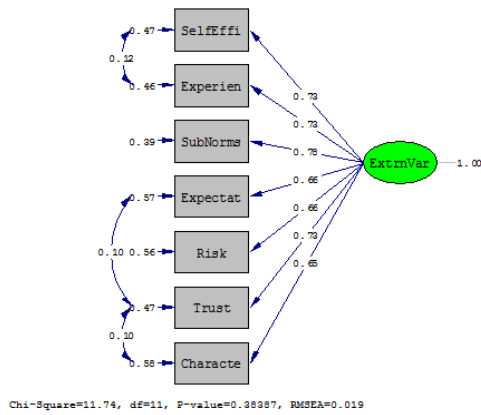 0.47 SelfEffi
0.12
0.73
0.46 Experien
0.73
0.39 SubNorms
0.78
ExtrnVar 1.00
0.57 Expectat
0.66
0.66
0.10 0.56 Risk
0.73
0.65
0.47 Trust
0.10
0.58 Characte
Chi-Square=11.74, df=11, P-value=0.38387, RMSEA=0.019